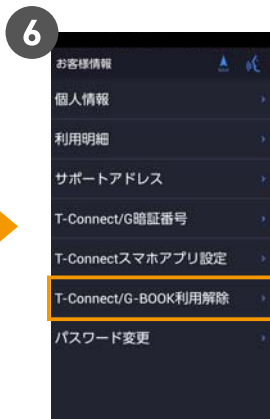 6
お客様情報
個人情報
利用明細
サポートアドレス
T-Connect/G暗証番号
T-Connectスマホアプリ設定
T-Connect/G-BOOK利用解除
パスワード変更